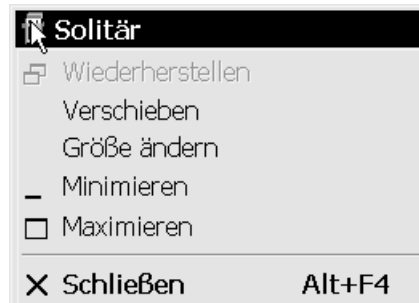 Solitär
Wiederherstellen
Verschieben
Größe ändern
Minimieren
Maximieren
Schließen Alt+F4